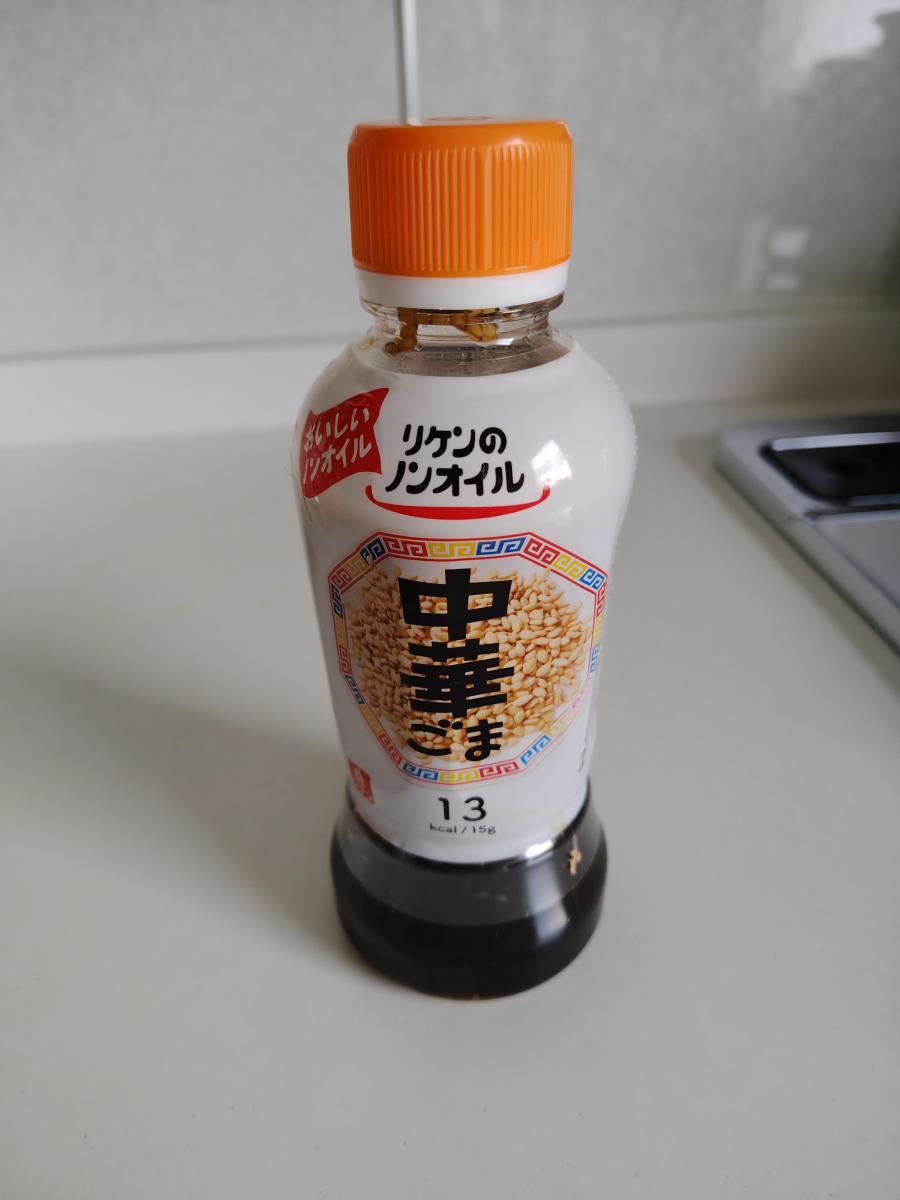 おいしい
ノンオイル
リケンの
ノンオイル
中華
ごま
13
kcal/15g